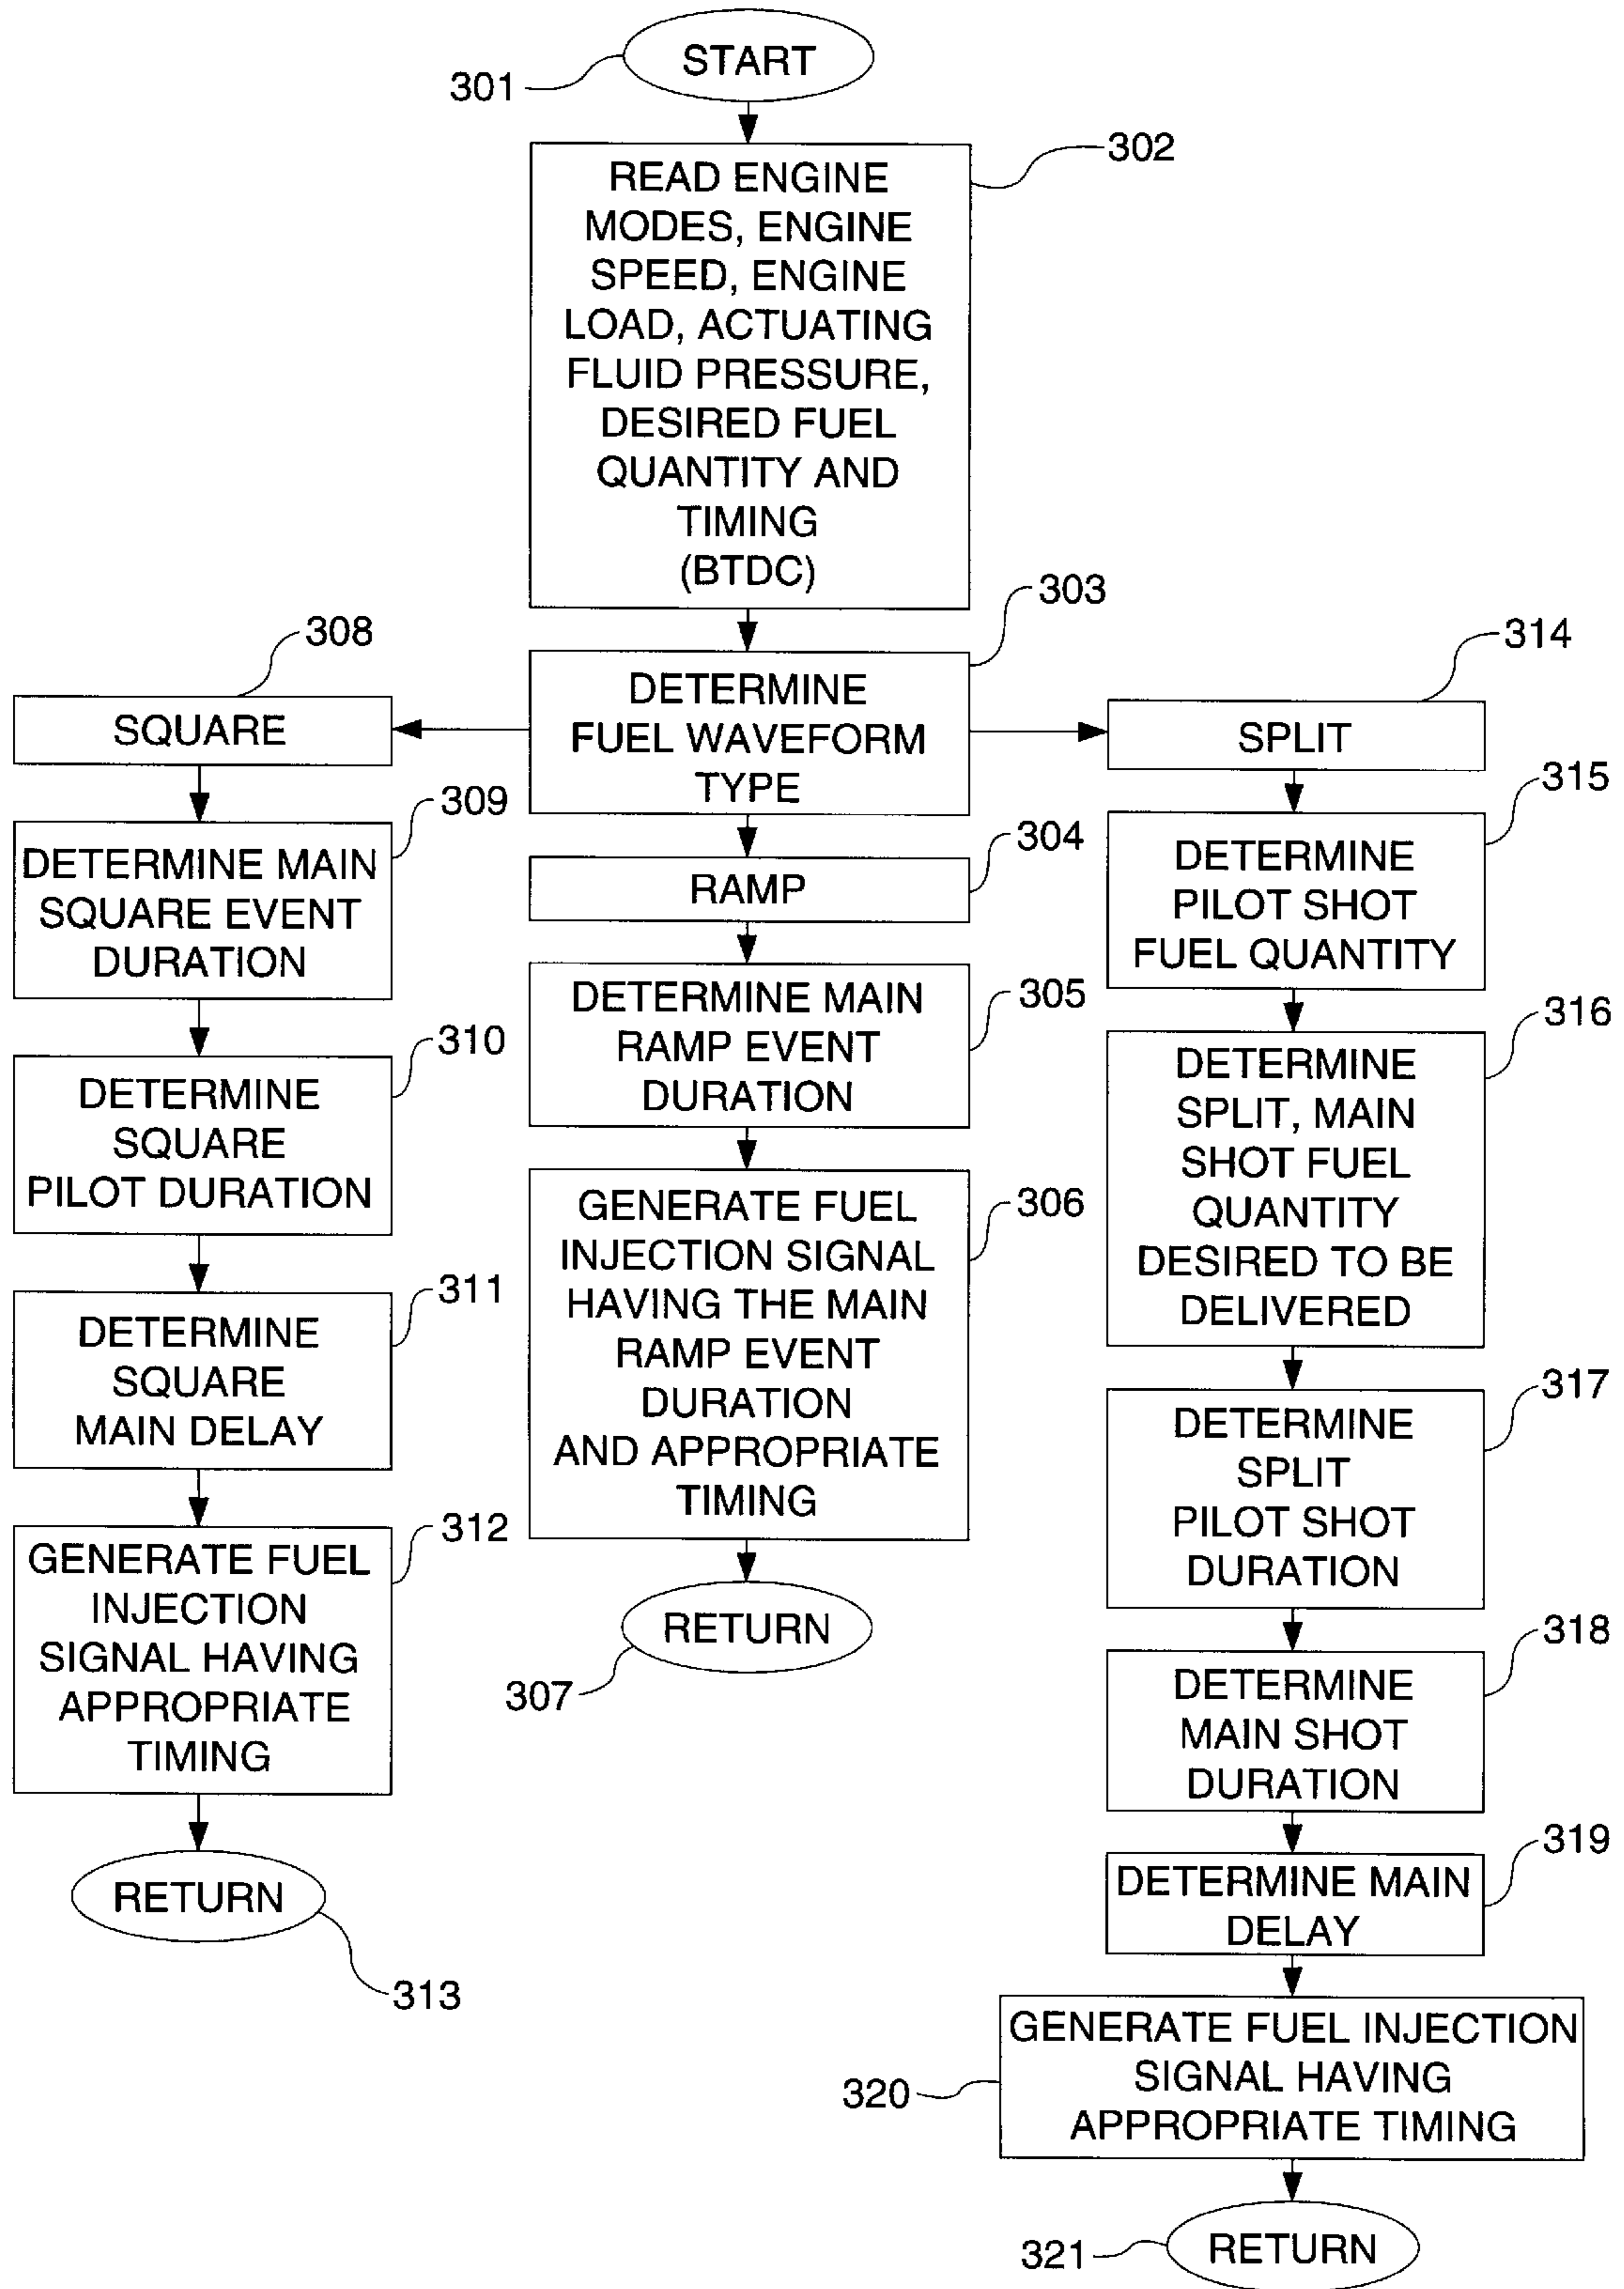 START
301
302
READ ENGINE
MODES, ENGINE
SPEED, ENGINE
LOAD, ACTUATING
FLUID PRESSURE,
DESIRED FUEL
QUANTITY AND
TIMING
(BTDC)
303
DETERMINE
FUEL WAVEFORM
TYPE
308
SQUARE
309
DETERMINE MAIN
SQUARE EVENT
DURATION
310
DETERMINE
SQUARE
PILOT DURATION
311
DETERMINE
SQUARE
MAIN DELAY
312
GENERATE FUEL
INJECTION
SIGNAL HAVING
APPROPRIATE
TIMING
RETURN
313
304
RAMP
305
DETERMINE MAIN
RAMP EVENT
DURATION
306
GENERATE FUEL
INJECTION SIGNAL
HAVING THE MAIN
RAMP EVENT
DURATION
AND APPROPRIATE
TIMING
RETURN
307
314
SPLIT
315
DETERMINE
PILOT SHOT
FUEL QUANTITY
316
DETERMINE
SPLIT, MAIN
SHOT FUEL
QUANTITY
DESIRED TO BE
DELIVERED
317
DETERMINE
SPLIT
PILOT SHOT
DURATION
318
DETERMINE
MAIN SHOT
DURATION
319
DETERMINE MAIN
DELAY
320
GENERATE FUEL INJECTION
SIGNAL HAVING
APPROPRIATE TIMING
321
RETURN